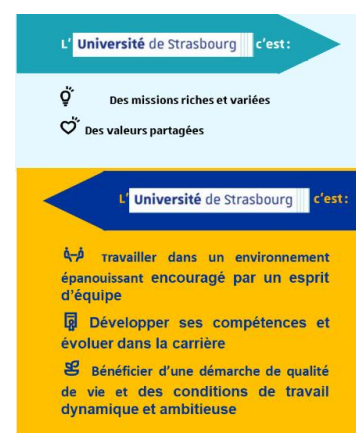 L' Université de Strasbourg c'est:
Des missions riches et variées
Des valeurs partagées
L' Université de Strasbourg c'est:
Travailler dans un environnement
épanouissant encouragé par un esprit
d'équipe
Développer ses compétences et
évoluer dans la carrière
Bénéficier d'une démarche de qualité
de vie et des conditions de travail
dynamique et ambitieuse